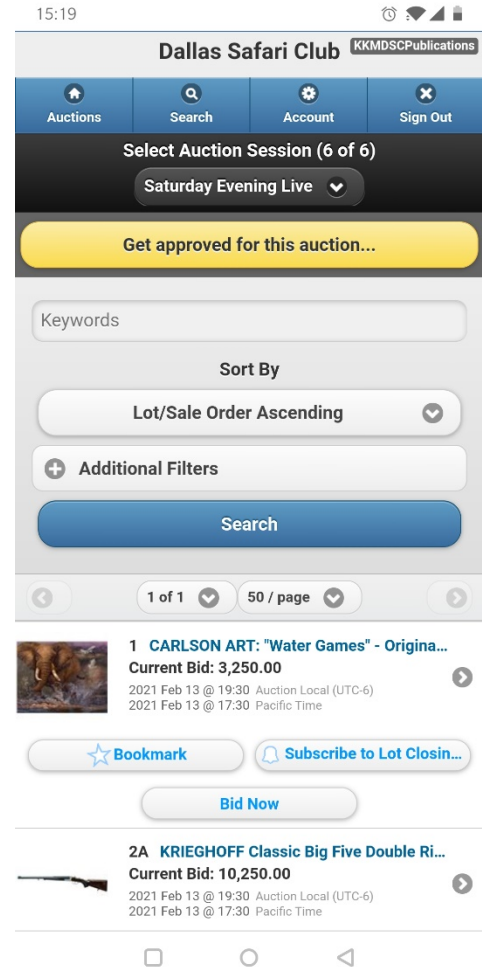 15:19
Dallas Safari Club KKMDSCPublications
Auctions Search Account Sign Out
Select Auction Session (6 of 6)
Saturday Evening Live
Get approved for this auction...
Keywords
Sort By
Lot/Sale Order Ascending
Additional Filters
Search
1 of 1 50 / page
1 CARLSON ART: "Water Games" - Origina...
Current Bid: 3,250.00
2021 Feb 13 @ 19:30 Auction Local (UTC-6)
2021 Feb 13 @ 17:30 Pacific Time
Bookmark Subscribe to Lot Closin...
Bid Now
2A KRIEGHOFF Classic Big Five Double Ri...
Current Bid: 10,250.00
2021 Feb 13 @ 19:30 Auction Local (UTC-6)
2021 Feb 13 @ 17:30 Pacific Time